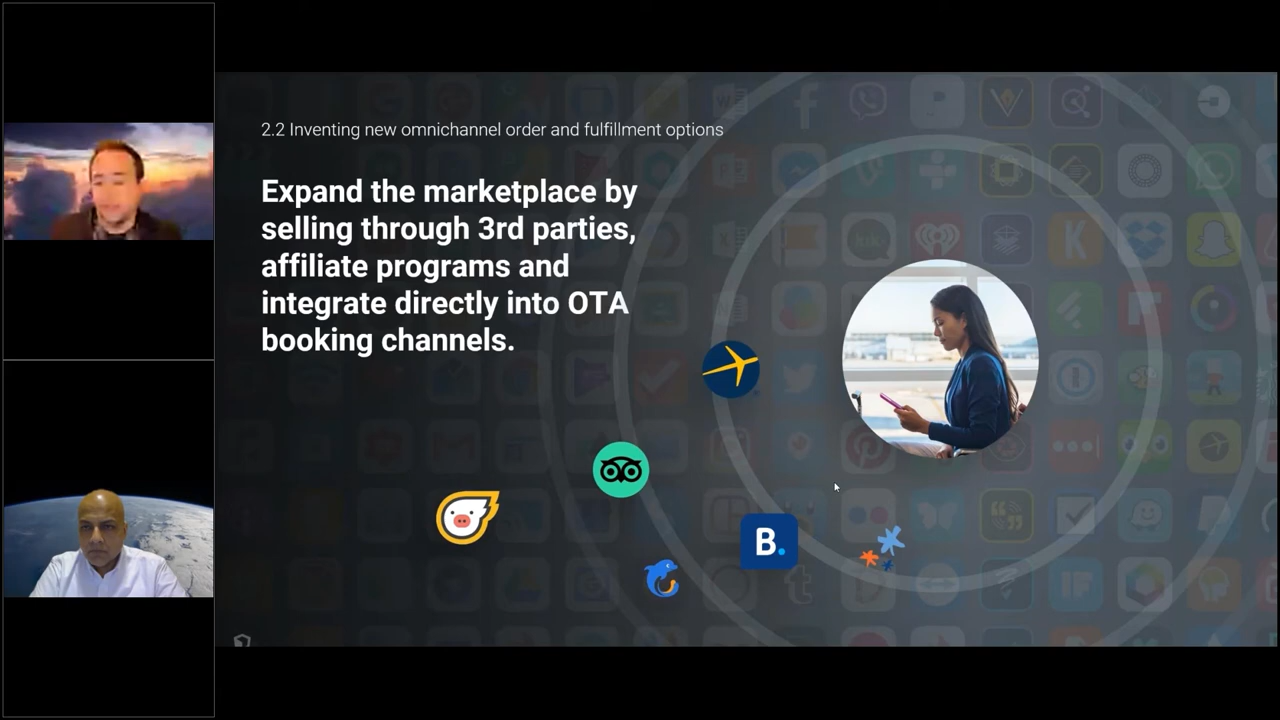 2.2 Inventing new omnichannel order and fulfillment options
Expand the marketplace by
selling through 3rd parties,
affiliate programs and
integrate directly into OTA
booking channels.
B.